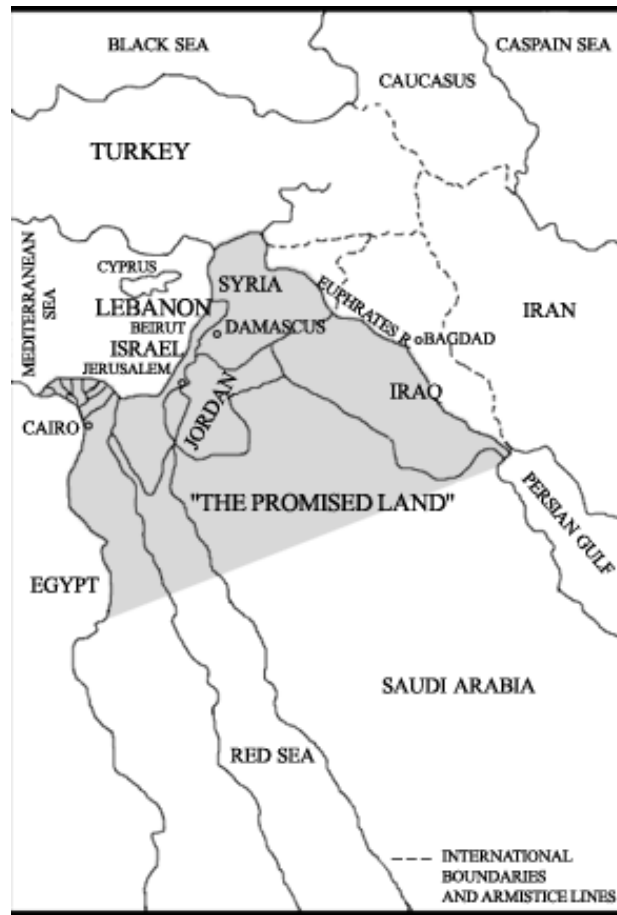 BLACK SEA
CASPAIN SEA
CAUCASUS
TURKEY
MEDITERRANEAN
SEA
CYPRUS
SYRIA
LEBANON
BEIRUT
DAMASCUS
ISRAEL
JERUSALEM
JORDAN
EUPHRATES R.
BAGDAD
IRAN
IRAQ
CAIRO
"THE PROMISED LAND"
PERSIAN GULF
EGYPT
SAUDI ARABIA
RED SEA
INTERNATIONAL
BOUNDARIES
AND ARMISTICE LINES